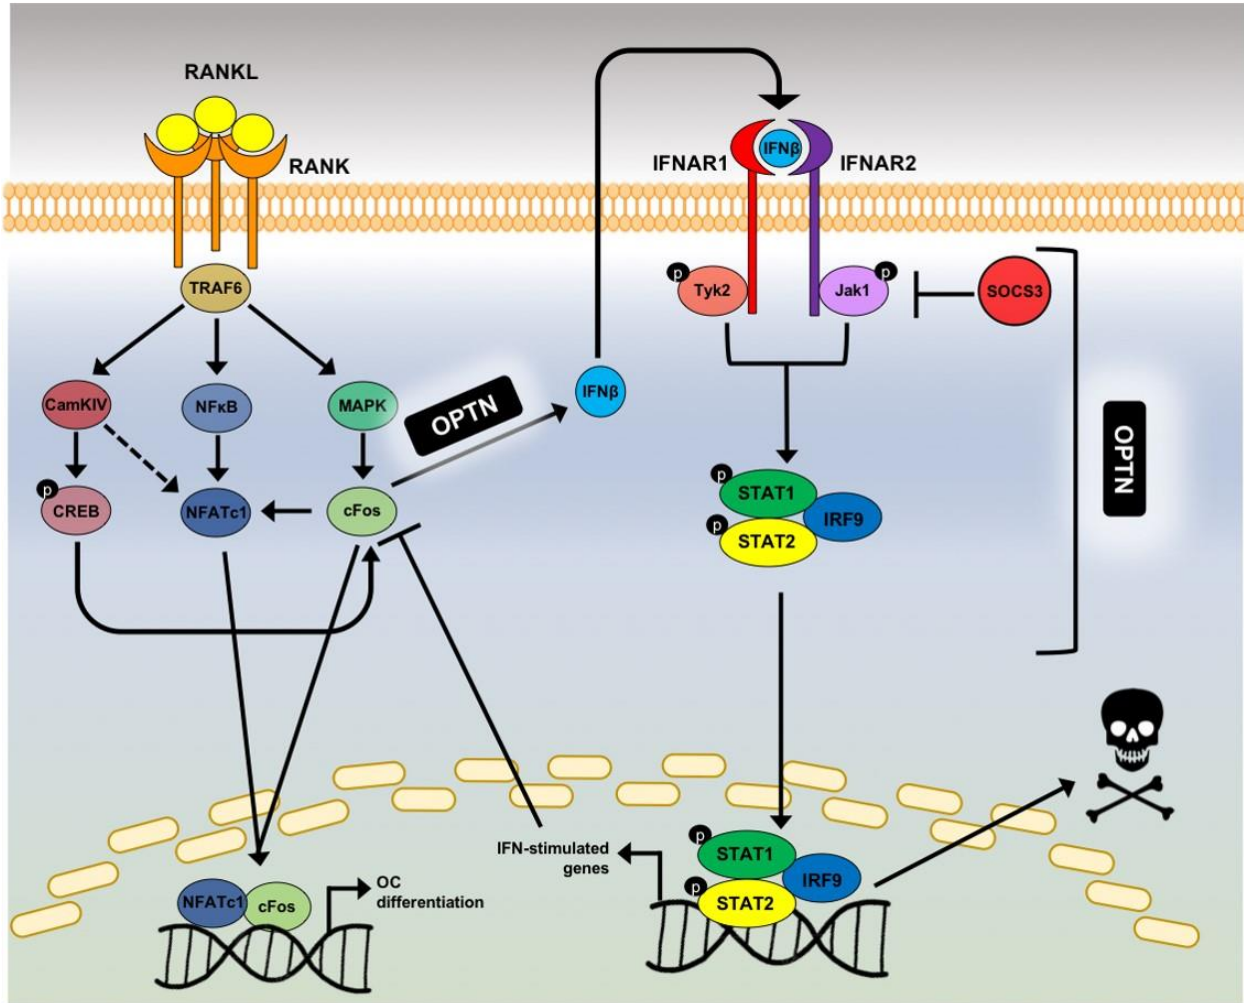 RANKL
RANK
IFNβ
IFNAR1
IFNAR2
TRAF6
p
Tyk2
Jak1
p
SOCS3
CamKIV
NFκB
MAPK
OPTN
IFNβ
OPTN
p
CREB
NFATc1
cFos
p
STAT1
p
STAT2
IRF9
IFN-stimulated
genes
p
STAT1
p
STAT2
IRF9
NFATc1
cFos
OC
differentiation